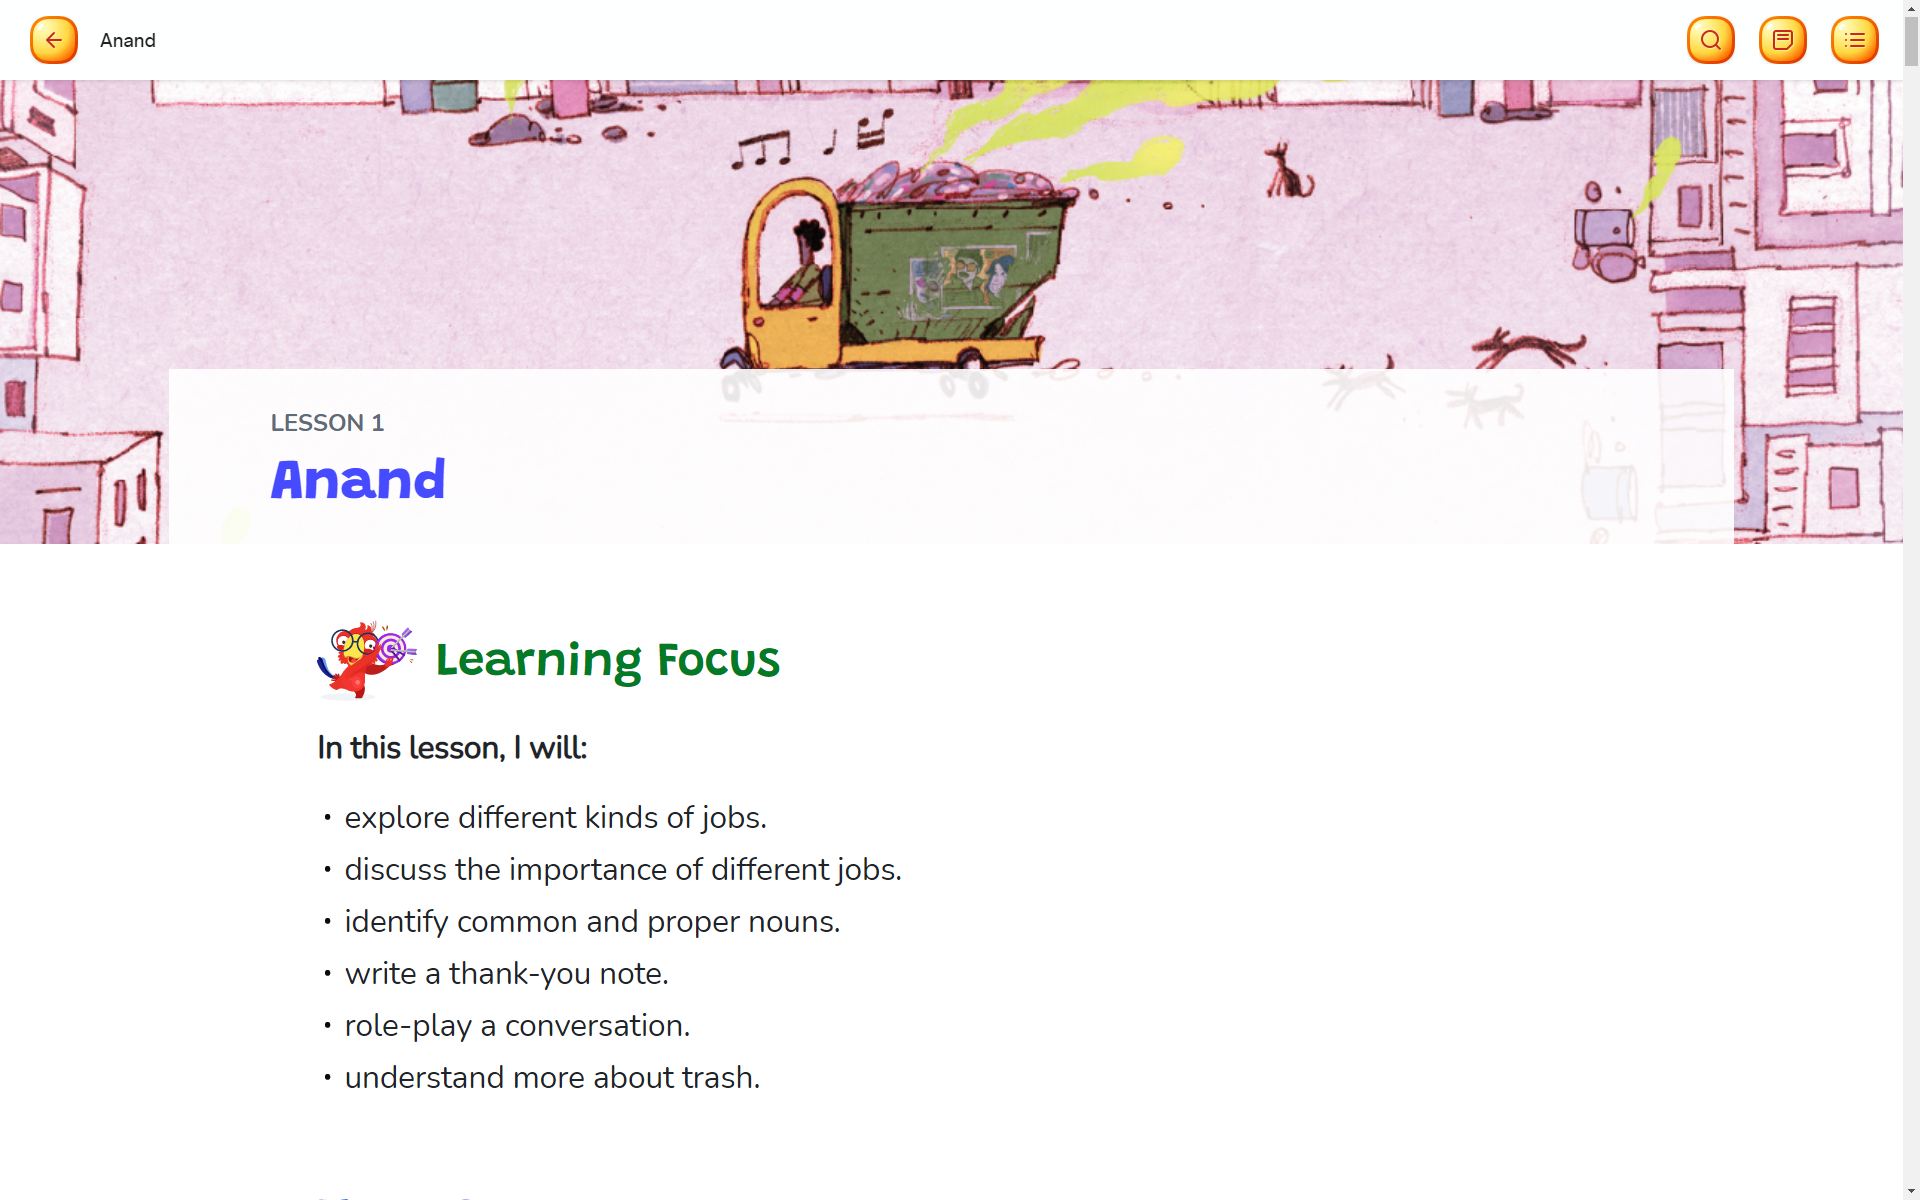 Anand
LESSON 1
Anand
Learning Focus
In this lesson, I will:
• explore different kinds of jobs.
• discuss the importance of different jobs.
• identify common and proper nouns.
• write a thank-you note.
• role-play a conversation.
• understand more about trash.